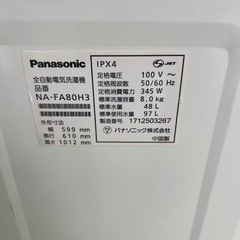 Panasonic
全自動電気洗濯機
品番
NA-FA80H3
外形寸法
幅 599 mm
奥行 610 mm
高さ 1012 mm
IPX4
JET
定格電圧 100 V～
定格周波数 50/60 Hz
定格消費電力 345 W
標準洗濯容量 8.0 kg
標準水量 48 L
標準使用水量 97 L
製造番号 1712503267
パナソニック株式会社
中国製